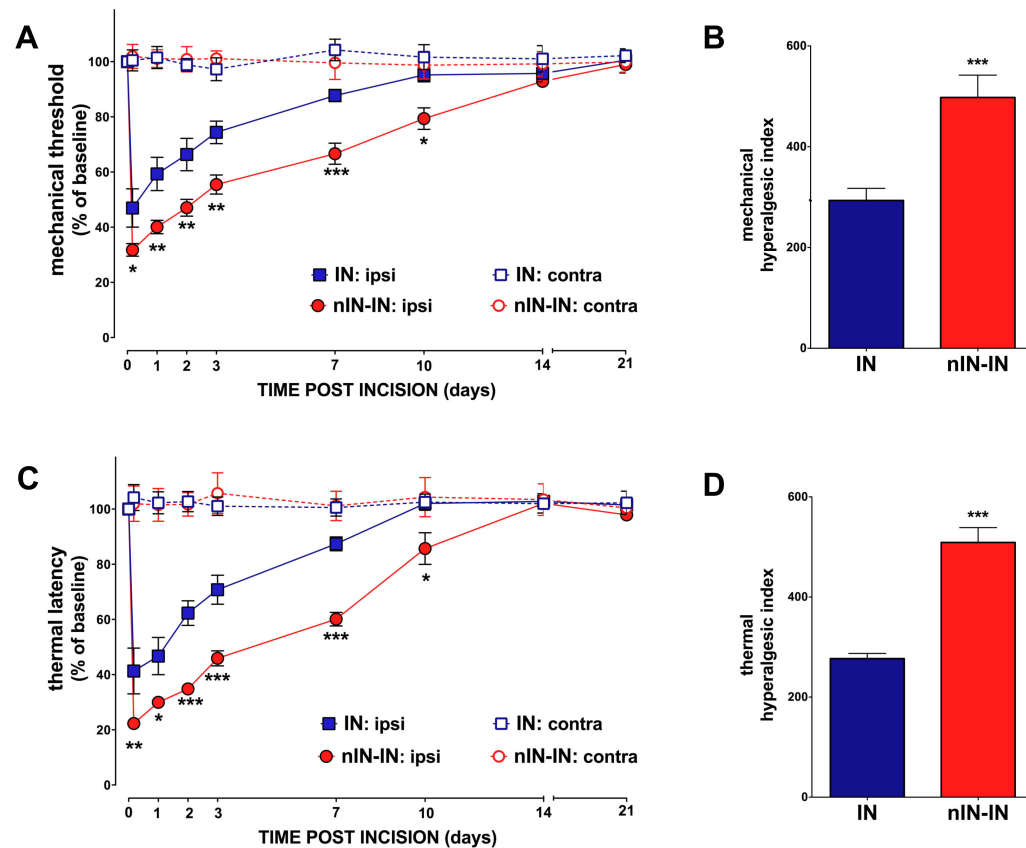 A
mechanical threshold
(% of baseline)
100
80
60
40
20
0
*
**
**
**
***
*
IN: ipsi
IN: contra
nIN-IN: ipsi
nIN-IN: contra
0 1 2 3 7 10 14 21
TIME POST INCISION (days)
B
mechanical
hyperalgesic index
600
400
200
0
***
IN nIN-IN
C
thermal latency
(% of baseline)
100
80
60
40
20
0
**
*
***
***
***
*
IN: ipsi
IN: contra
nIN-IN: ipsi
nIN-IN: contra
0 1 2 3 7 10 14 21
TIME POST INCISION (days)
D
thermal
hyperalgesic index
600
400
200
0
***
IN nIN-IN